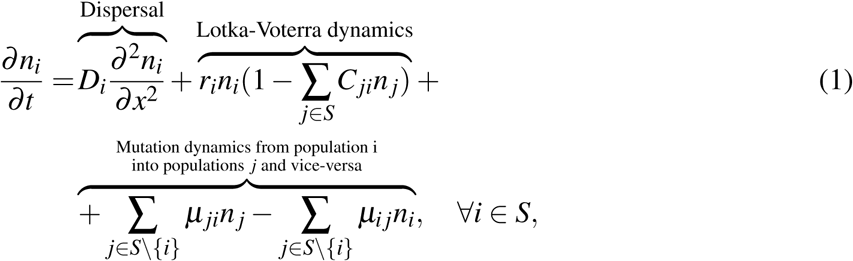 Dispersal
Lotka-Voterra dynamics
∂n_i/∂t = D_i ∂²n_i/∂x² + r_i n_i(1 − ∑_{j∈S} C_{ji} n_j) + (1)
Mutation dynamics from population i
into populations j and vice-versa
+ ∑_{j∈S\{i}} μ_{ji} n_j − ∑_{j∈S\{i}} μ_{ij} n_i, ∀i ∈ S,